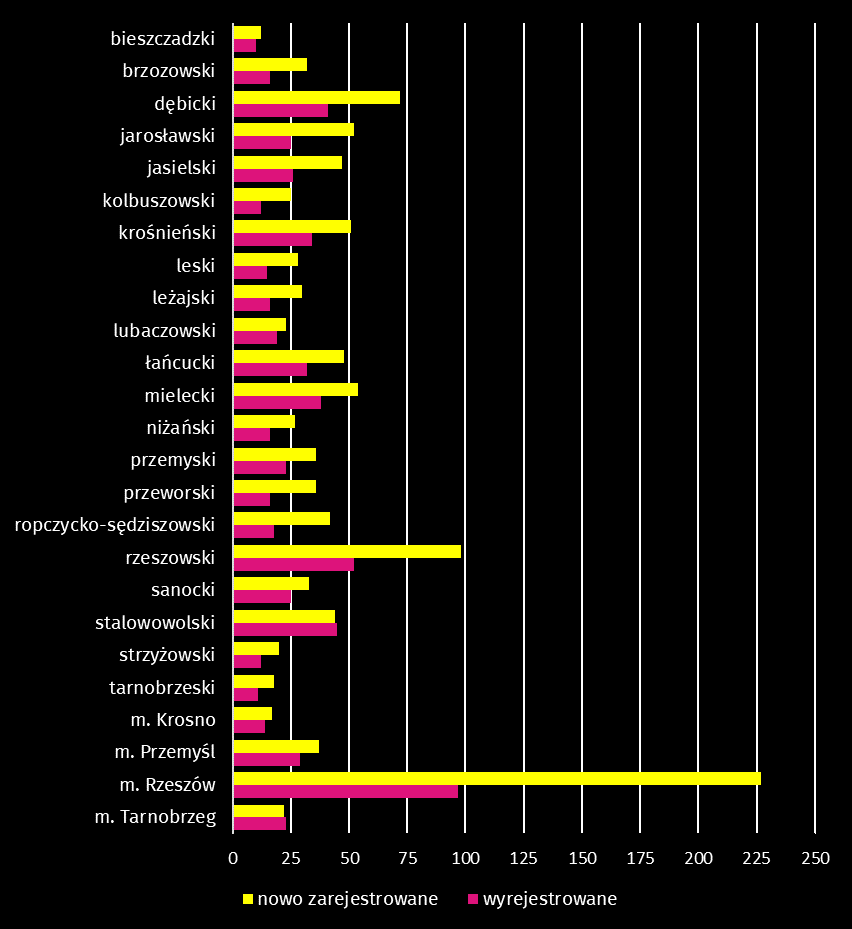 bieszczadzki
brzozowski
dębicki
jarosławski
jasielski
kolbuszowski
krośnieński
leski
leżajski
lubaczowski
łańcucki
mielecki
niżański
przemyski
przeworski
ropczycko-sędziszowski
rzeszowski
sanocki
stalowowolski
strzyżowski
tarnobrzeski
m. Krosno
m. Przemyśl
m. Rzeszów
m. Tarnobrzeg
0 25 50 75 100 125 150 175 200 225 250
nowo zarejestrowane wyrejestrowane